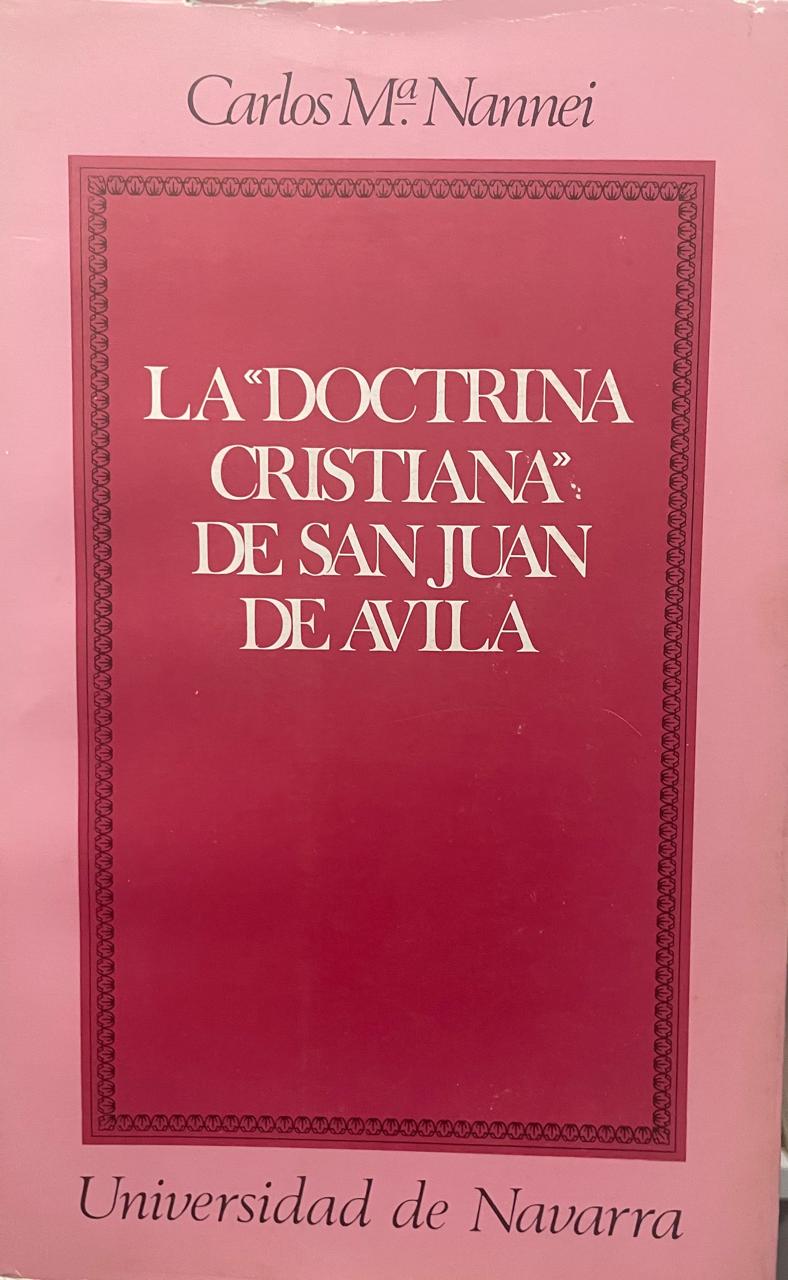 Carlos Mª. Nannei
LA «DOCTRINA
CRISTIANA»
DE SAN JUAN
DE AVILA
Universidad de Navarra